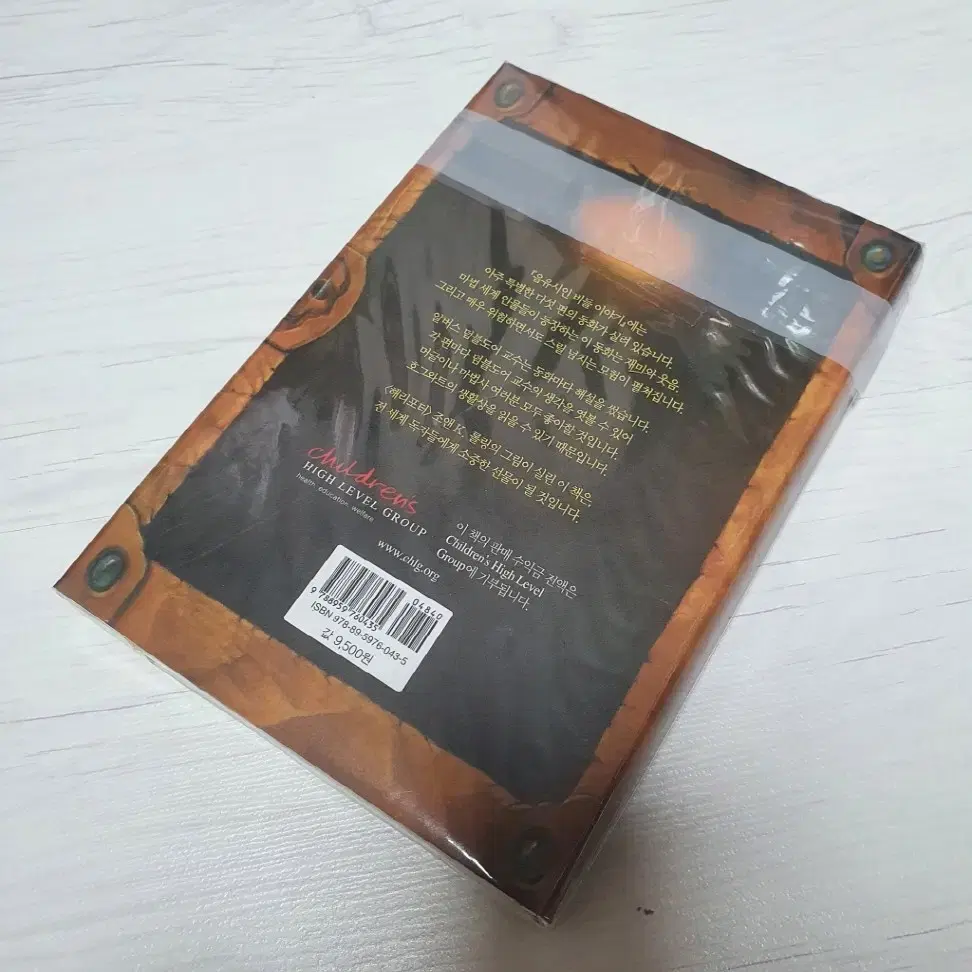 『음유시인 비들 이야기』에는
아주 특별한 다섯 편의 동화가 실려 있습니다.
마법 세계 인물들이 등장하는 이 동화는 재미와 웃음,
그리고 매우 위험하면서도 스릴 넘치는 모험이 펼쳐집니다.
알버스 덤블도어 교수는 동화마다 해설을 썼습니다.
각 편마다 덤블도어 교수의 생각을 엿볼 수 있어
머글이나 마법사 여러분 모두 좋아할 것입니다.
호그와트의 생활상을 읽을 수 있기 때문입니다.
〈해리포터〉 조앤 K. 롤링의 그림이 실린 이 책은,
전 세계 독자들에게 소중한 선물이 될 것입니다.
children's
HIGH LEVEL GROUP
health. education. welfare
www.chlg.org
이 책의 판매 수익금 전액은
Children's High Level
Group에 기부됩니다.
04840
9 788959 760435
ISBN 978-89-5976-043-5
값 9,500원